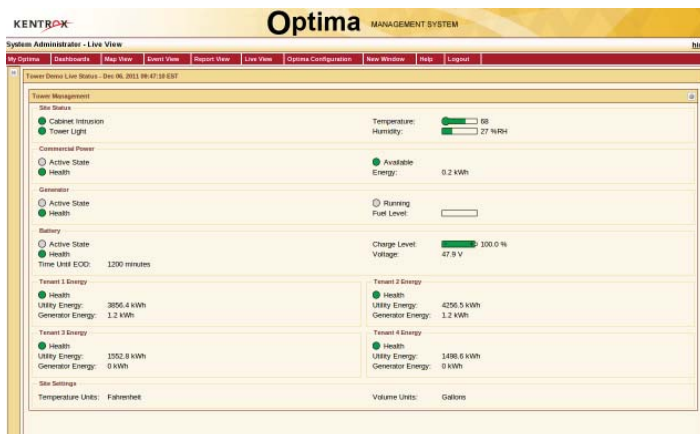 KENTROX
Optima MANAGEMENT SYSTEM
System Administrator - Live View
My Optima Dashboards Map View Event View Report View Live View Optima Configuration New Window Help Logout
Tower Demo Live Status - Dec 06, 2011 09:47:10 EST
Tower Management
Site Status
Cabinet Intrusion Temperature: 68
Tower Light Humidity: 27 %RH
Commercial Power
Active State Available
Health Energy: 0.2 kWh
Generator
Active State Running
Health Fuel Level:
Battery
Active State Charge Level: 100.0 %
Health Voltage: 47.9 V
Time Until EOD: 1200 minutes
Tenant 1 Energy Tenant 2 Energy
Health Health
Utility Energy: 3856.4 kWh Utility Energy: 4256.5 kWh
Generator Energy: 1.2 kWh Generator Energy: 1.2 kWh
Tenant 3 Energy Tenant 4 Energy
Health Health
Utility Energy: 1552.8 kWh Utility Energy: 1498.6 kWh
Generator Energy: 0 kWh Generator Energy: 0 kWh
Site Settings
Temperature Units: Fahrenheit Volume Units: Gallons